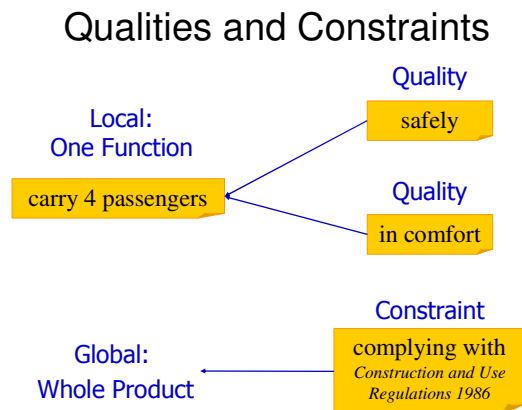 Qualities and Constraints
Local:
One Function
carry 4 passengers
Quality
safely
Quality
in comfort
Constraint
complying with
Construction and Use
Regulations 1986
Global:
Whole Product